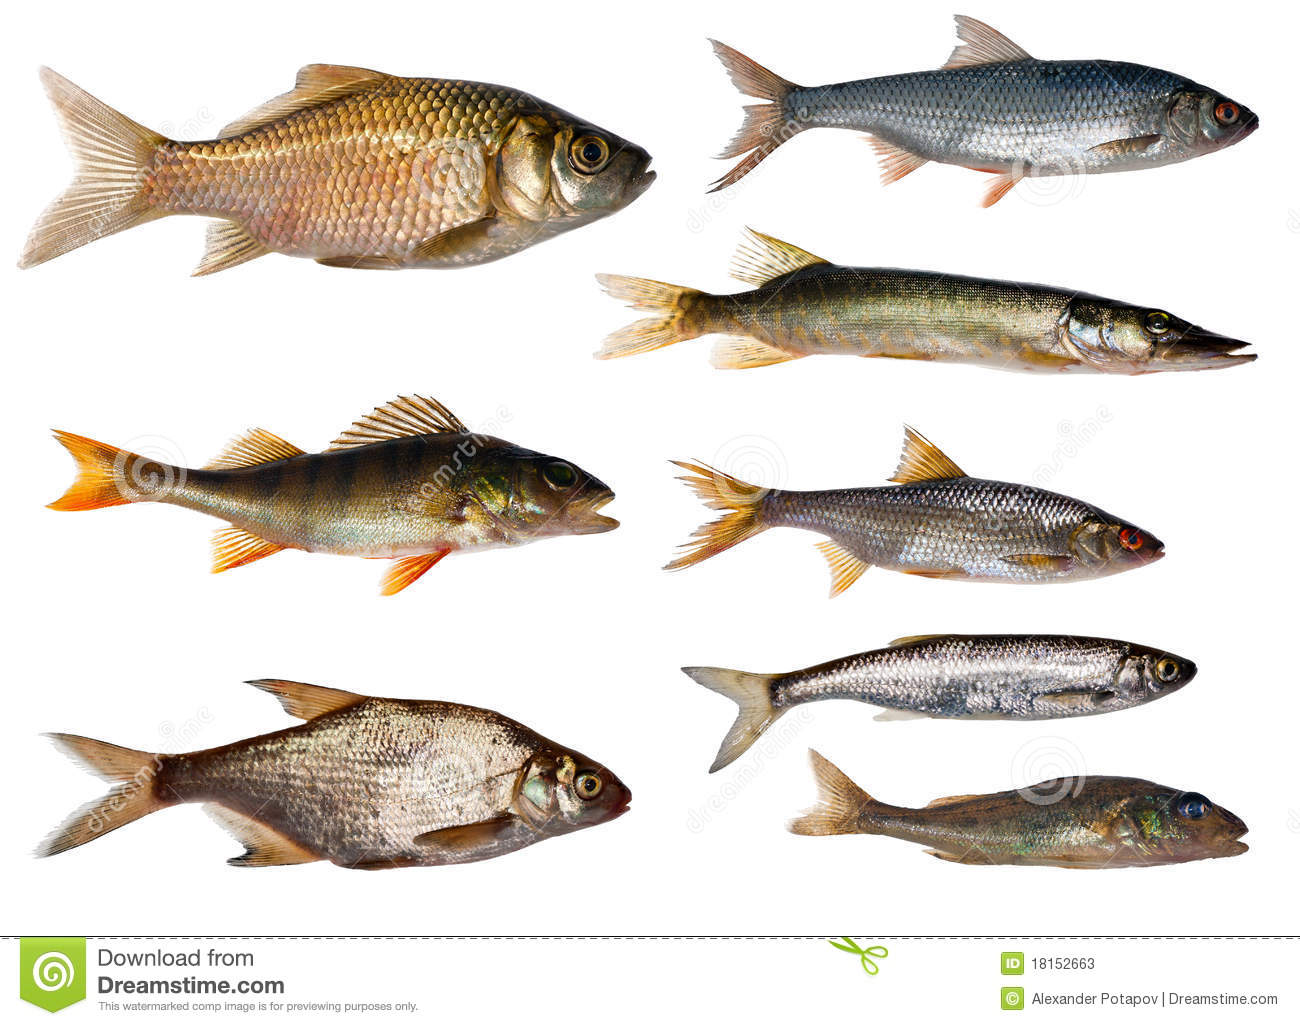 dreamstime
Download from
Dreamstime.com
This watermarked comp image is for previewing purposes only.
ID 18152663
© Alexander Potapov | Dreamstime.com